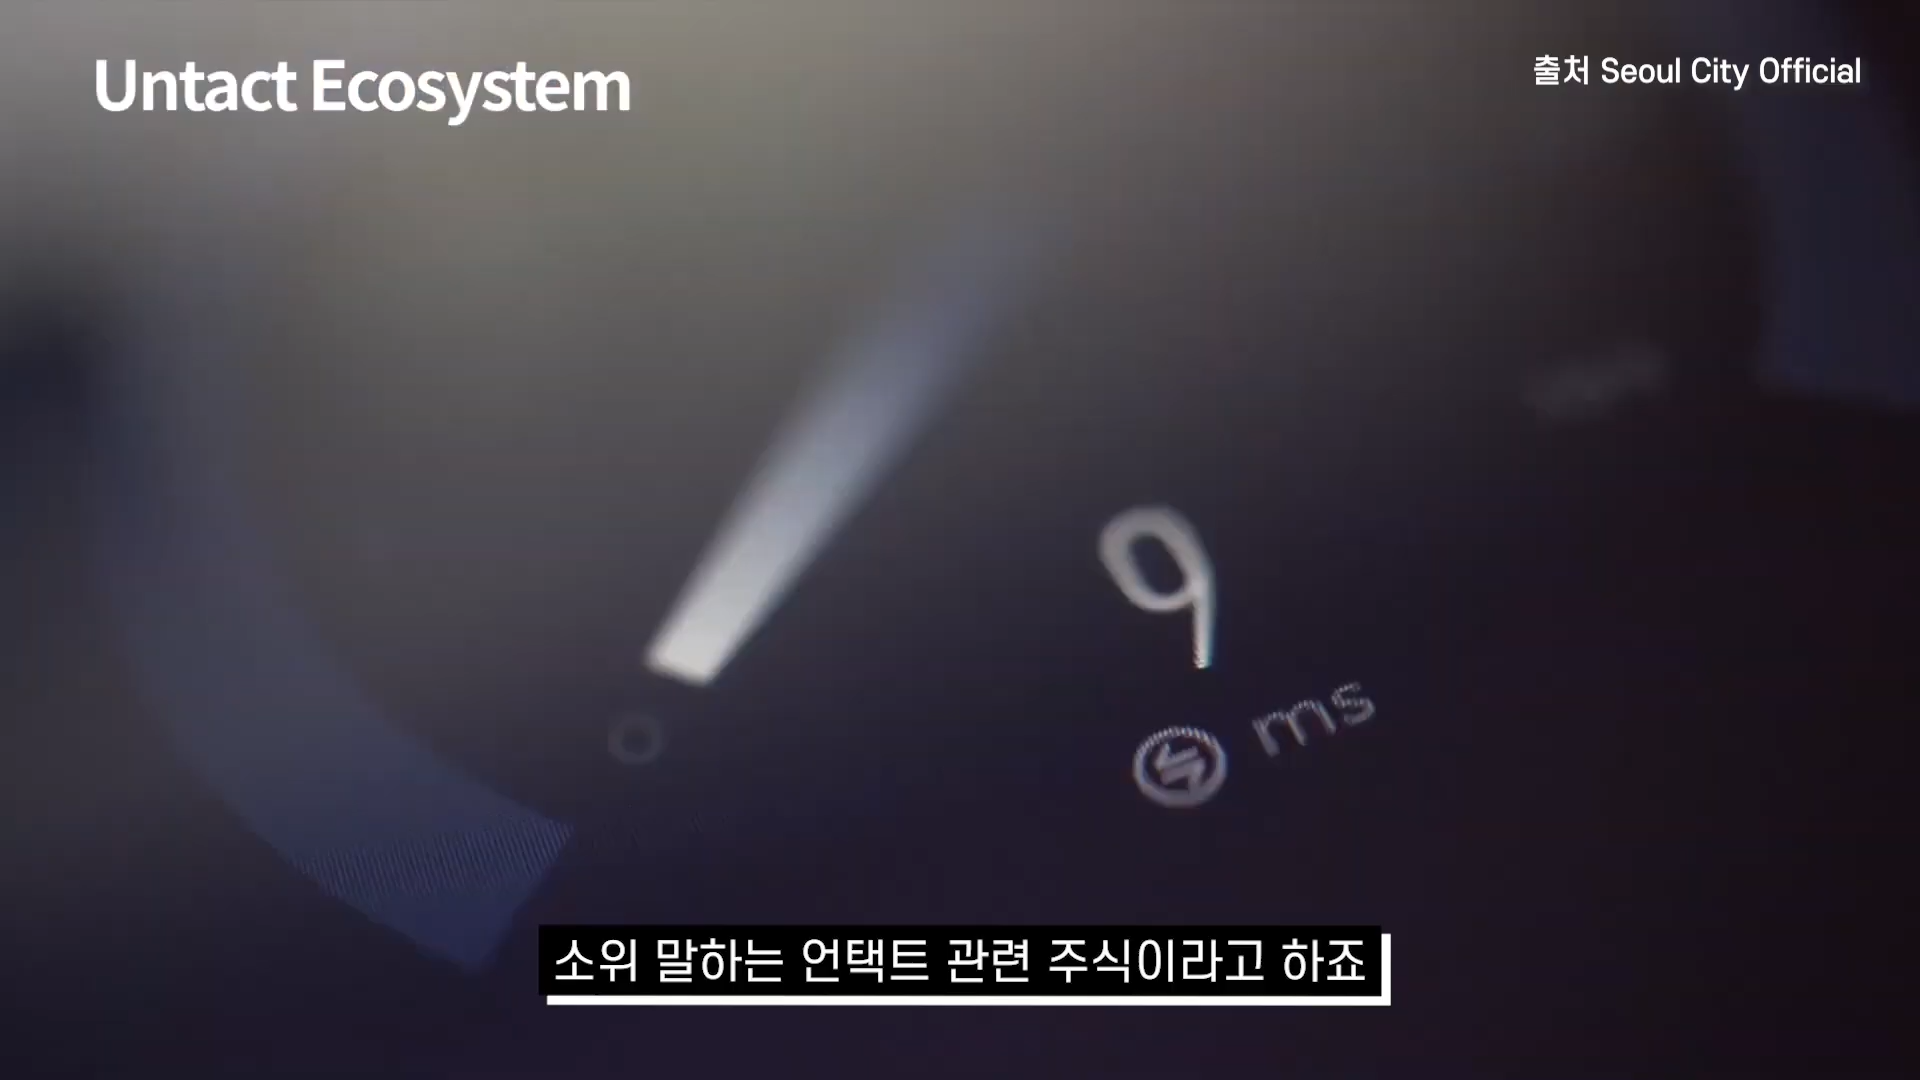 Untact Ecosystem
출처 Seoul City Official
9
ms
0
소위 말하는 언택트 관련 주식이라고 하죠